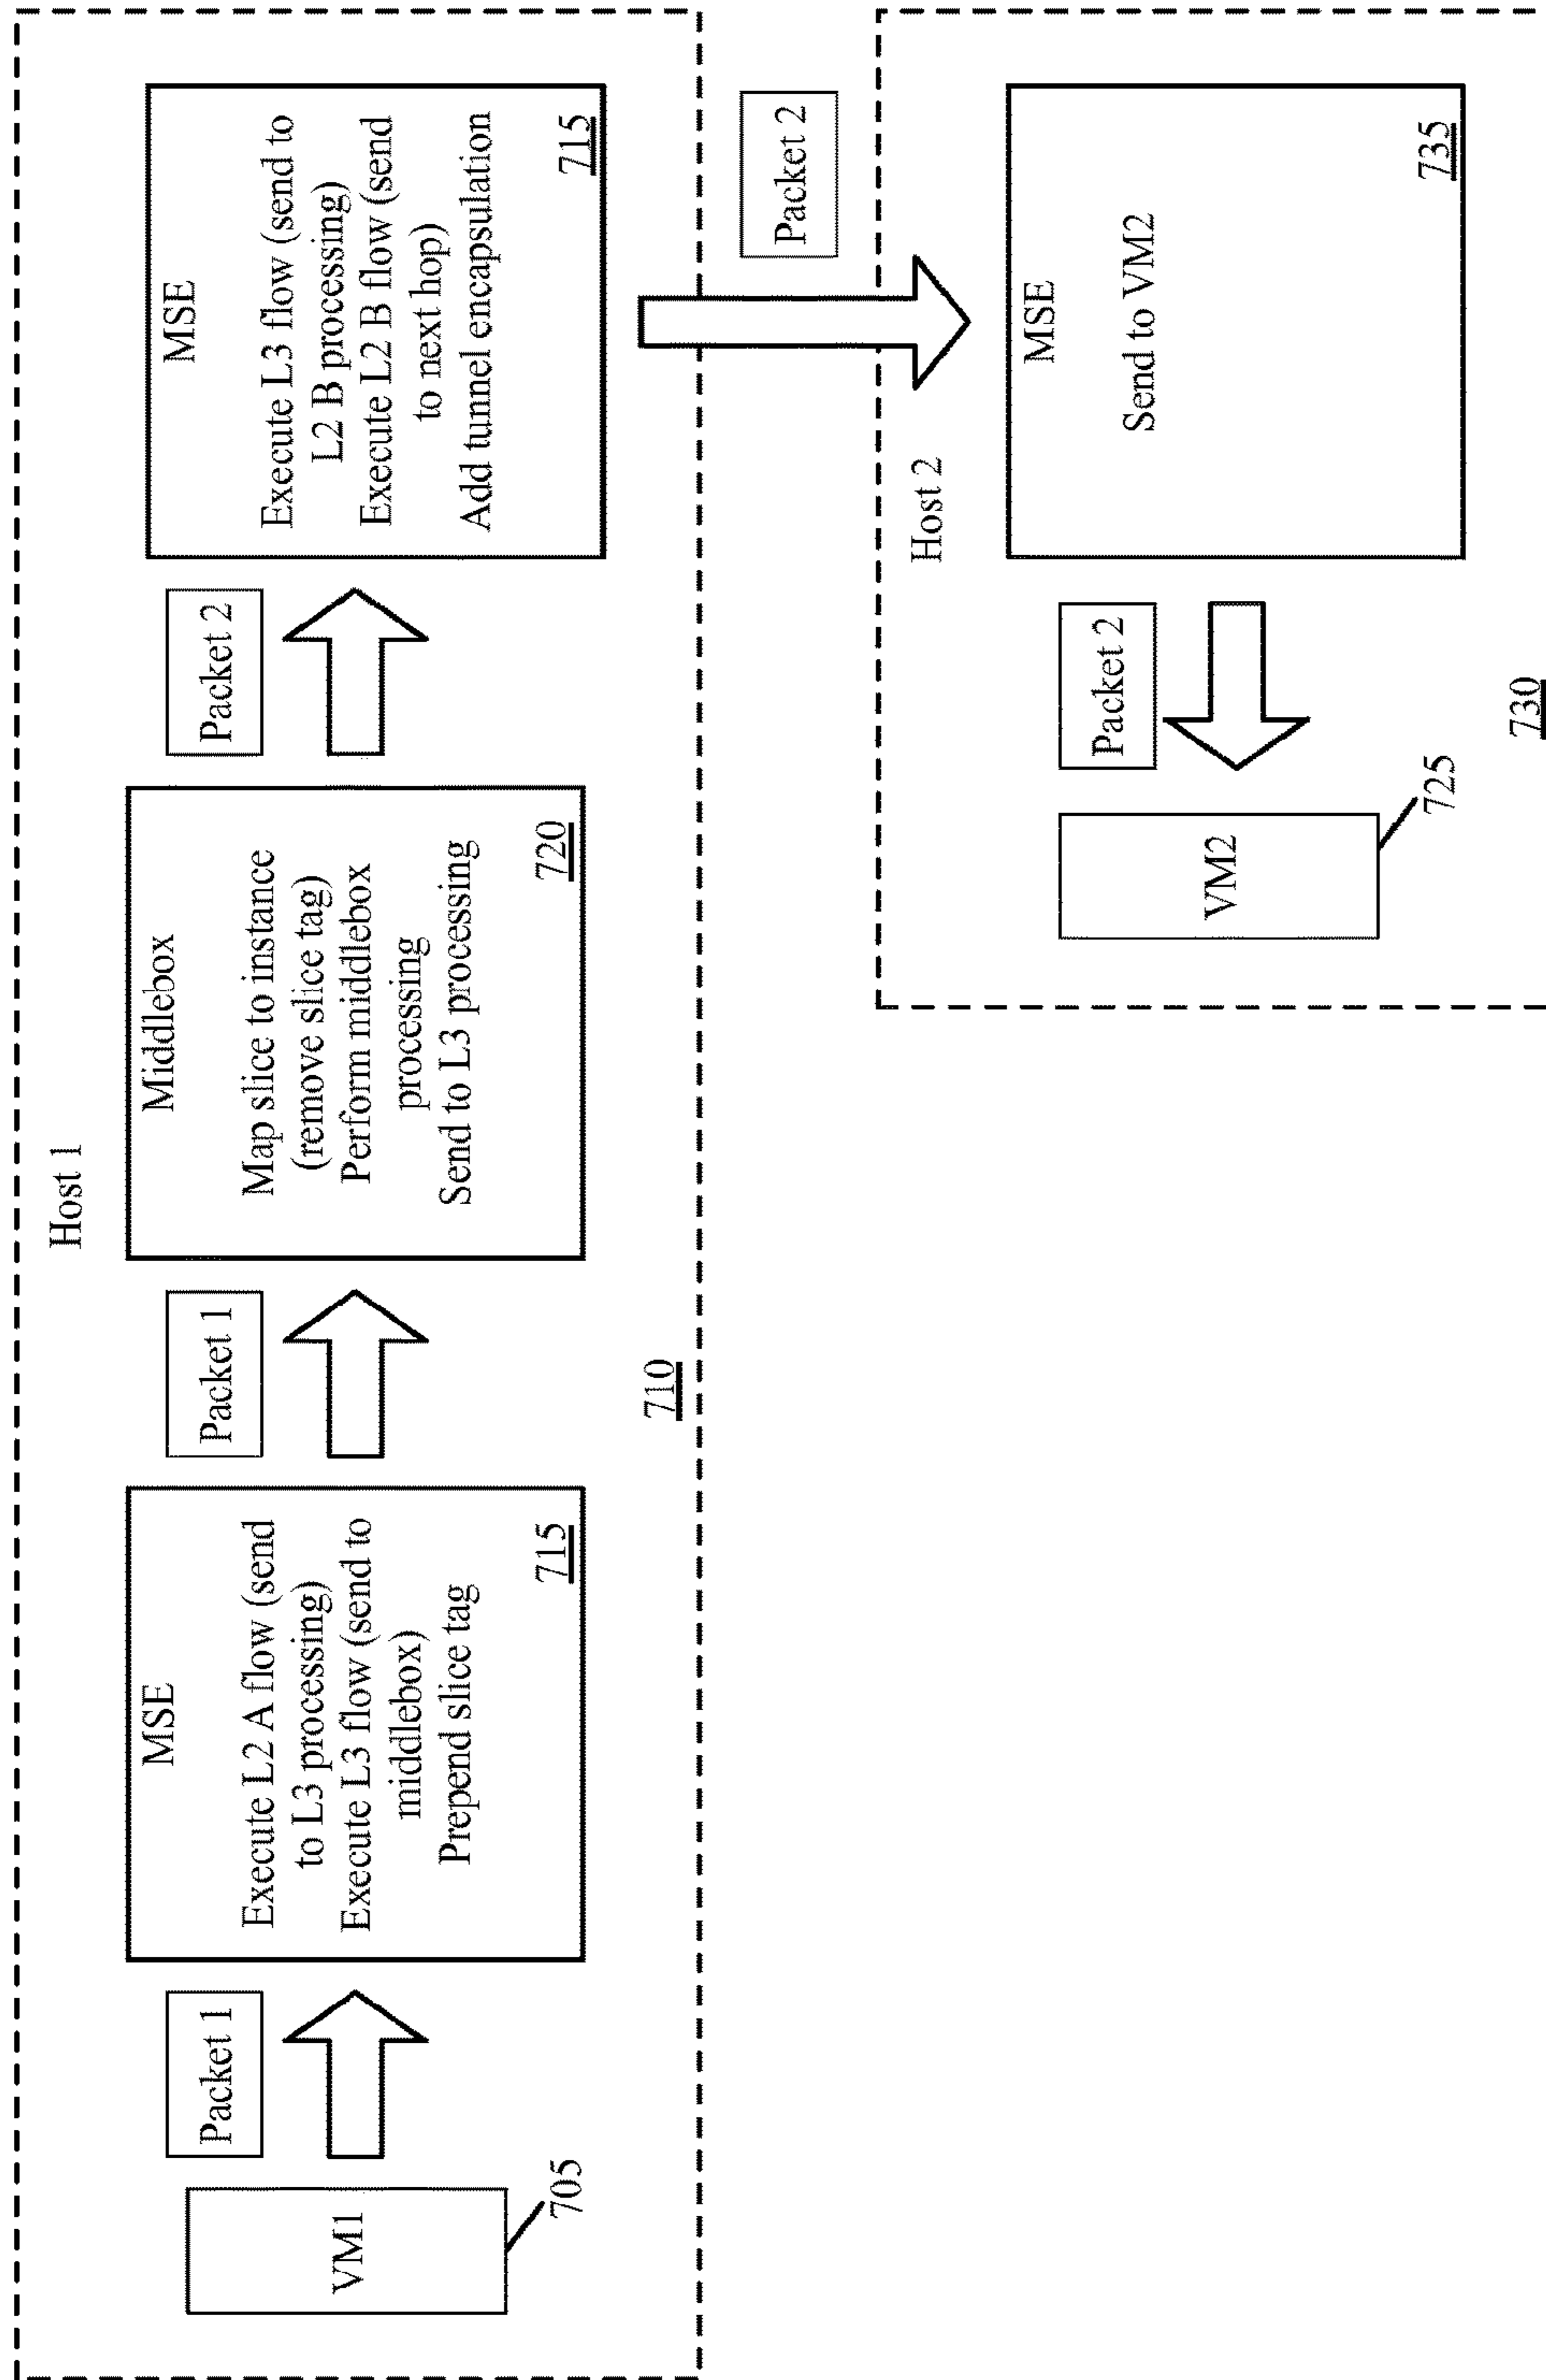 Host 1
VM1
705
Packet 1
MSE
Execute L2 A flow (send
to L3 processing)
Execute L3 flow (send to
middlebox)
Prepend slice tag
715
Packet 1
710
Middlebox
Map slice to instance
(remove slice tag)
Perform middlebox
processing
Send to L3 processing
720
Packet 2
MSE
Execute L3 flow (send to
L2 B processing)
Execute L2 B flow (send
to next hop)
Add tunnel encapsulation
715
Packet 2
Host 2
MSE
Send to VM2
735
Packet 2
VM2
725
730